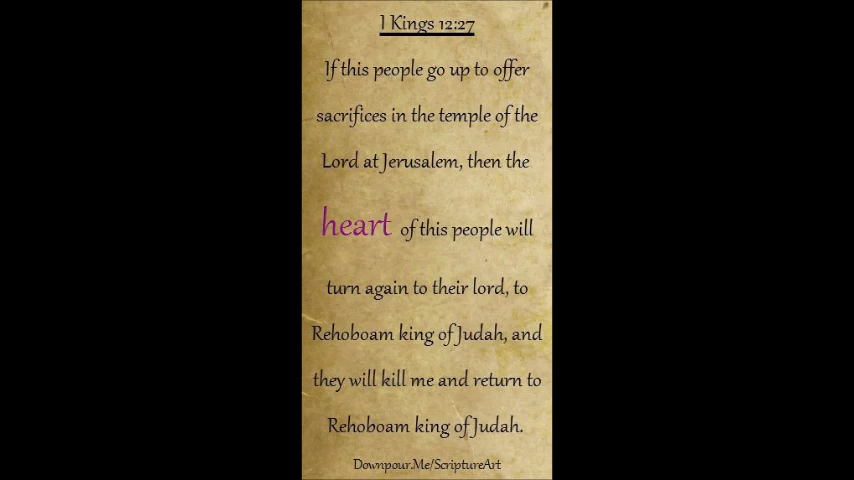 1 Kings 12:27
If this people go up to offer
sacrifices in the temple of the
Lord at Jerusalem, then the
heart of this people will
turn again to their lord, to
Rehoboam king of Judah, and
they will kill me and return to
Rehoboam king of Judah.
Downpour.Me/ScriptureArt